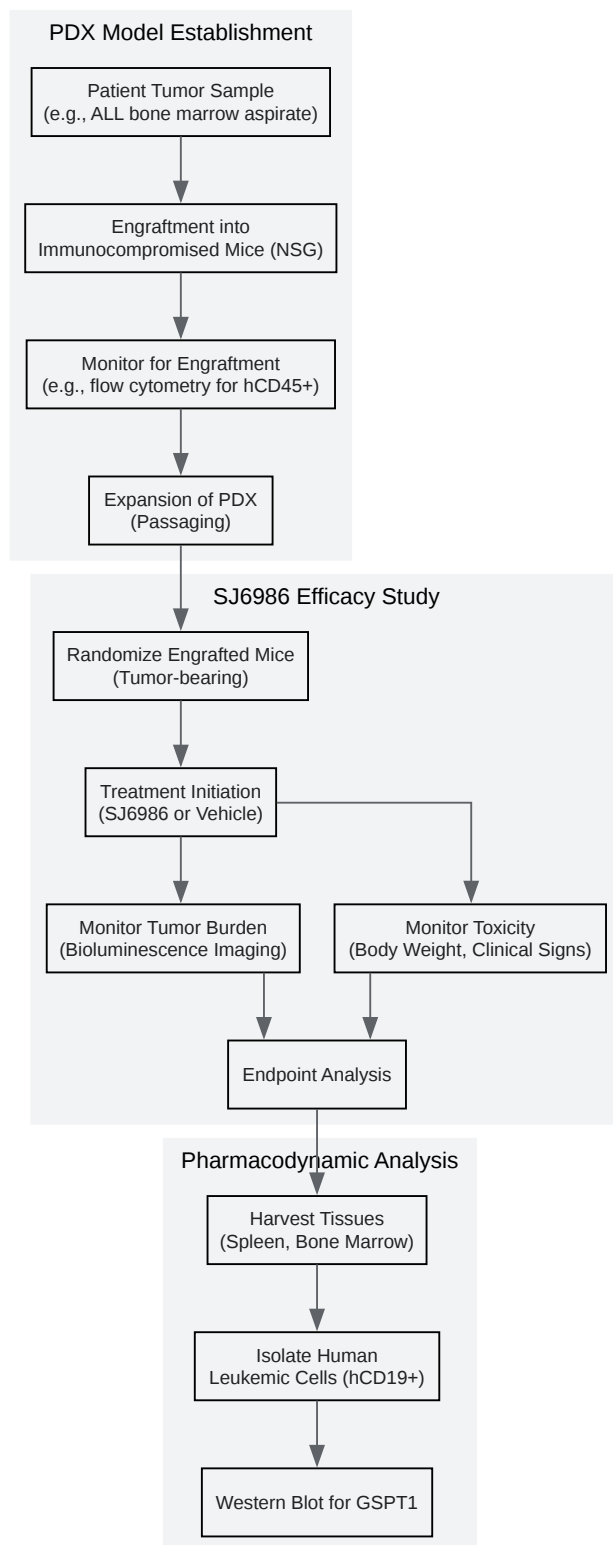 PDX Model Establishment
Patient Tumor Sample
(e.g., ALL bone marrow aspirate)
Engraftment into
Immunocompromised Mice (NSG)
Monitor for Engraftment
(e.g., flow cytometry for hCD45+)
Expansion of PDX
(Passaging)
SJ6986 Efficacy Study
Randomize Engrafted Mice
(Tumor-bearing)
Treatment Initiation
(SJ6986 or Vehicle)
Monitor Tumor Burden
(Bioluminescence Imaging)
Monitor Toxicity
(Body Weight, Clinical Signs)
Endpoint Analysis
Pharmacodynamic Analysis
Harvest Tissues
(Spleen, Bone Marrow)
Isolate Human
Leukemic Cells (hCD19+)
Western Blot for GSPT1